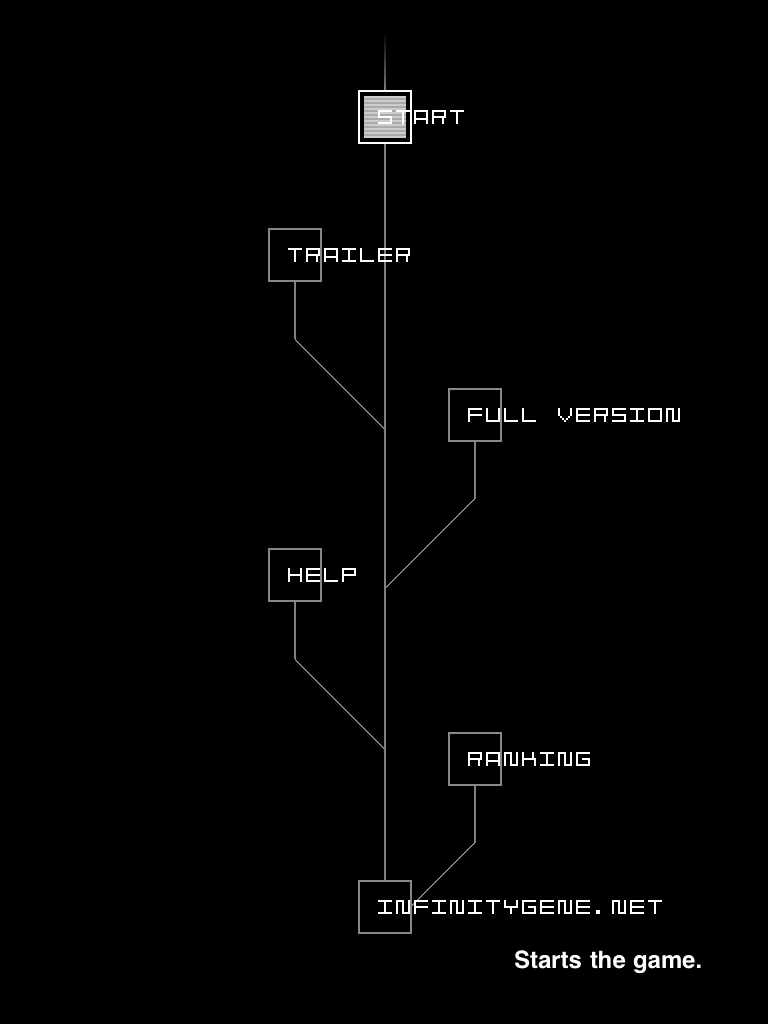 START
TRAILER
FULL VERSION
HELP
RANKING
INFINITYGENE.NET
Starts the game.